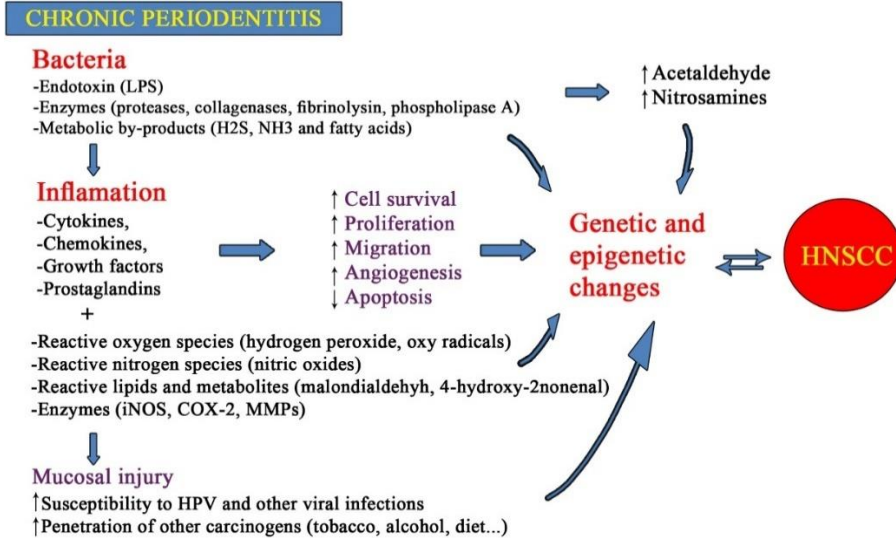 CHRONIC PERIODENTITIS
Bacteria
-Endotoxin (LPS)
-Enzymes (proteases, collagenases, fibrinolysin, phospholipase A)
-Metabolic by-products (H2S, NH3 and fatty acids)
↑Acetaldehyde
↑Nitrosamines
Inflamation
-Cytokines,
-Chemokines,
-Growth factors
-Prostaglandins
+
↑ Cell survival
↑ Proliferation
↑ Migration
↑ Angiogenesis
↓ Apoptosis
Genetic and
epigenetic
changes
HNSCC
-Reactive oxygen species (hydrogen peroxide, oxy radicals)
-Reactive nitrogen species (nitric oxides)
-Reactive lipids and metabolites (malondialdehyh, 4-hydroxy-2nonenal)
-Enzymes (iNOS, COX-2, MMPs)
Mucosal injury
↑Susceptibility to HPV and other viral infections
↑Penetration of other carcinogens (tobacco, alcohol, diet...)